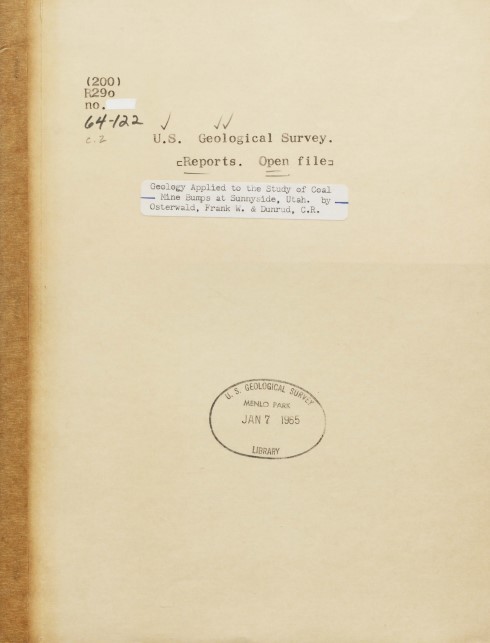 (200)
R29o
no.
64-122
c.2
U.S. Geological Survey.
[Reports. Open file]
Geology Applied to the Study of Coal
Mine Bumps at Sunnyside, Utah. by
Osterwald, Frank W. & Dunrud, C.R.
U. S. GEOLOGICAL SURVEY
MENLO PARK
JAN 7 1965
LIBRARY